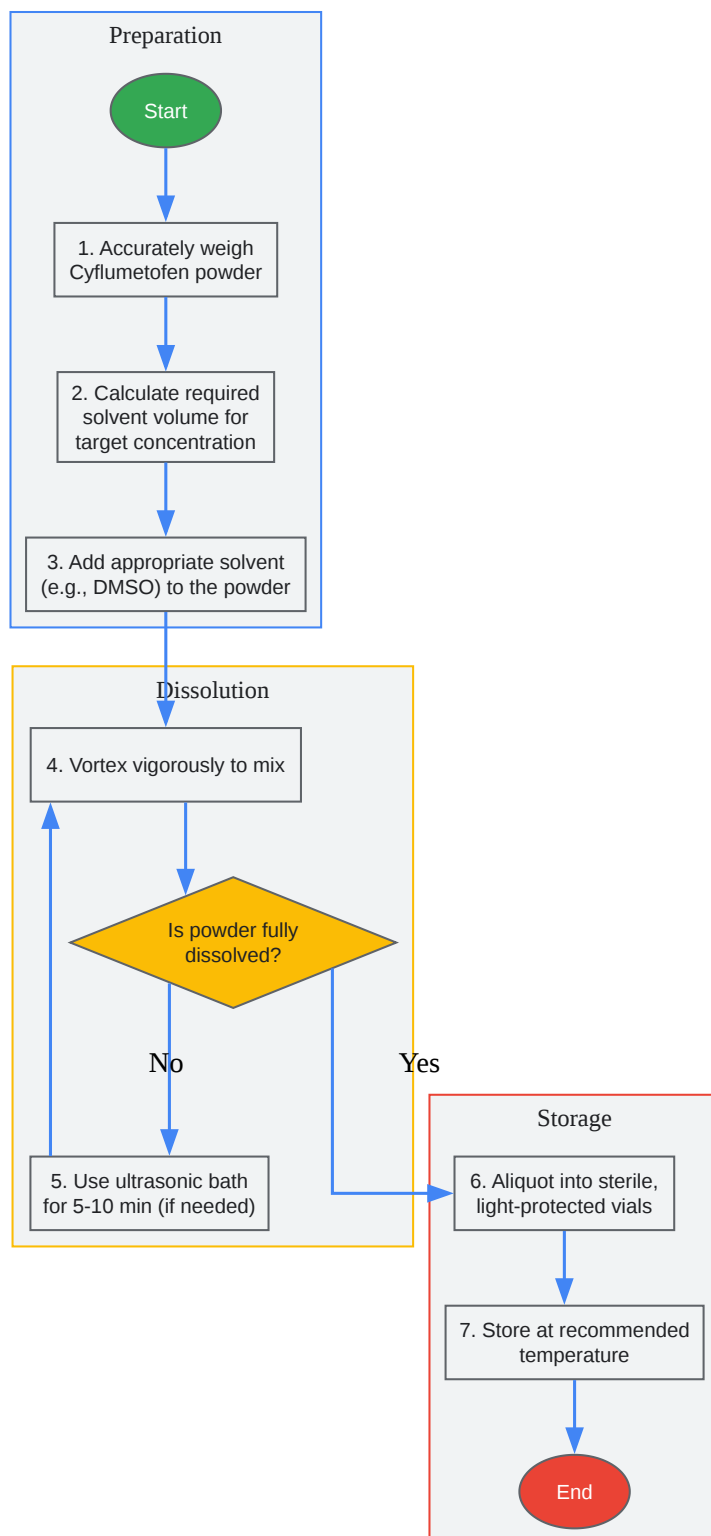 Preparation
Start
1. Accurately weigh
Cyflumetofen powder
2. Calculate required
solvent volume for
target concentration
3. Add appropriate solvent
(e.g., DMSO) to the powder
Dissolution
4. Vortex vigorously to mix
Is powder fully
dissolved?
No
Yes
5. Use ultrasonic bath
for 5-10 min (if needed)
Storage
6. Aliquot into sterile,
light-protected vials
7. Store at recommended
temperature
End